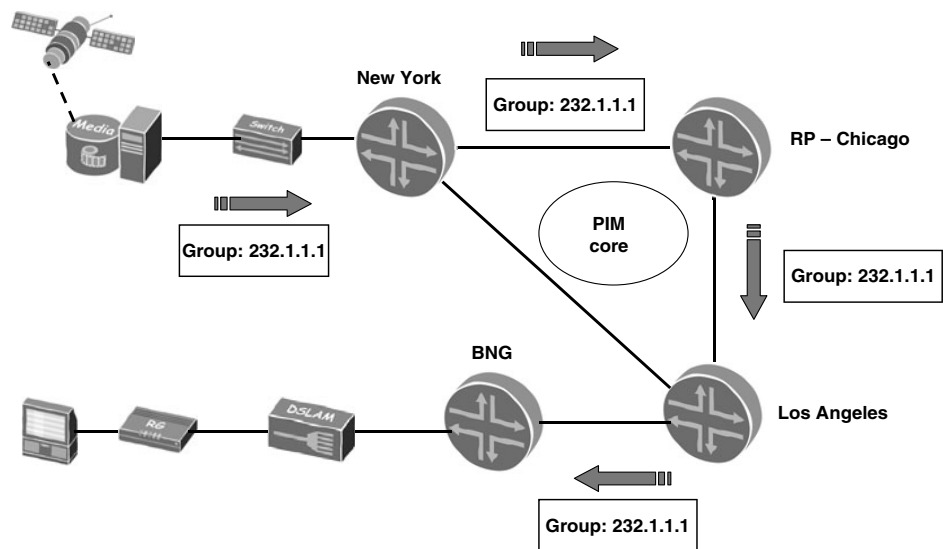 New York
Group: 232.1.1.1
RP – Chicago
Media
Switch
Group: 232.1.1.1
PIM
core
Group: 232.1.1.1
BNG
Los Angeles
RG
DSLAM
Group: 232.1.1.1